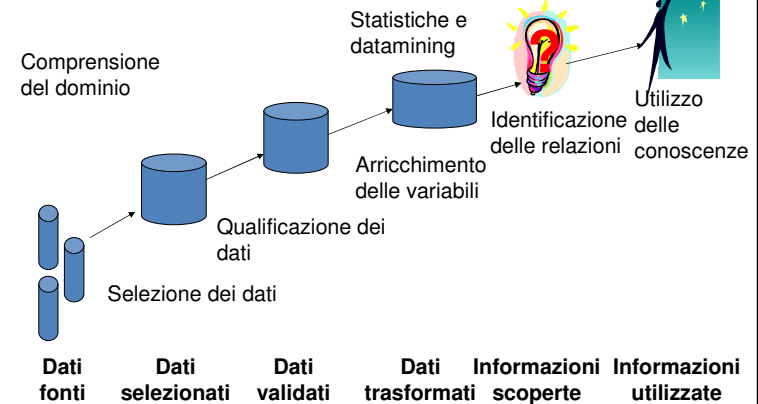 Statistiche e
datamining
Comprensione
del dominio
Utilizzo
delle
conoscenze
Identificazione
delle relazioni
Arricchimento
delle variabili
Qualificazione dei
dati
Selezione dei dati
Dati
fonti
Dati
selezionati
Dati
validati
Dati
trasformati
Informazioni
scoperte
Informazioni
utilizzate